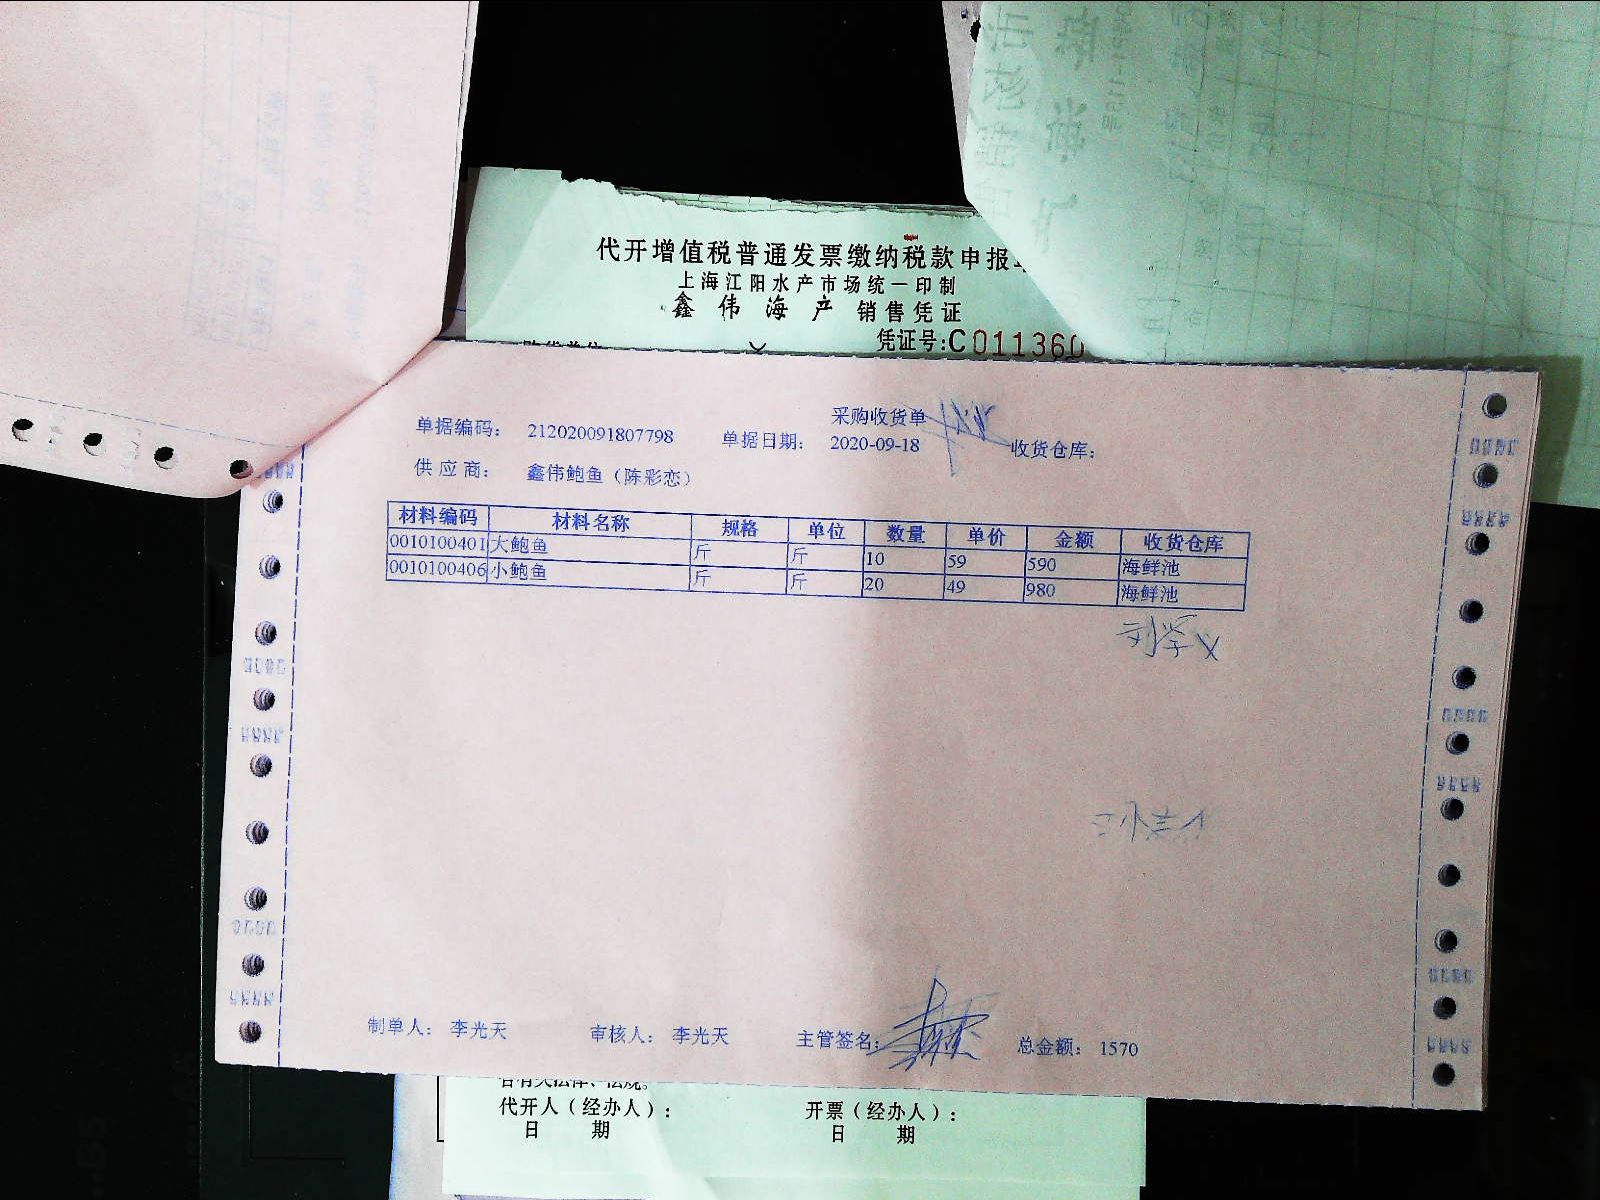 代开增值税普通发票缴纳税款申报
上海江阳水产市场统一印制
鑫伟海产 销售凭证
凭证号:C011360
采购收货单
单据编码: 212020091807798 单据日期: 2020-09-18 收货仓库:
供应商: 鑫伟鲍鱼（陈彩恋）
材料编码 材料名称 规格 单位 数量 单价 金额 收货仓库
0010100401 大鲍鱼 斤 斤 10 59 590 海鲜池
0010100406 小鲍鱼 斤 斤 20 49 980 海鲜池
制单人: 李光天 审核人: 李光天 主管签名: 总金额: 1570
代开人（经办人）: 开票（经办人）:
日 期 日 期